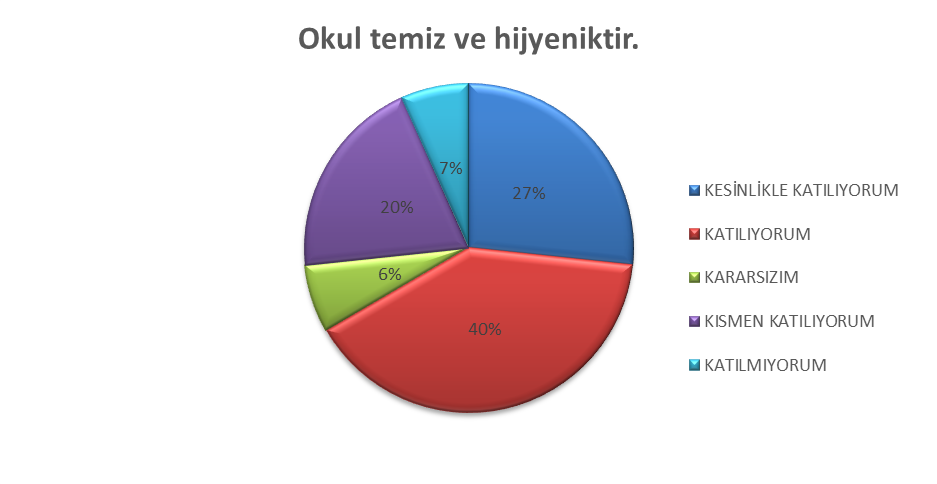 Okul temiz ve hijyeniktir.
7%
27%
20%
6%
40%
KESİNLİKLE KATILIYORUM
KATILIYORUM
KARARSIZIM
KISMEN KATILIYORUM
KATILMIYORUM